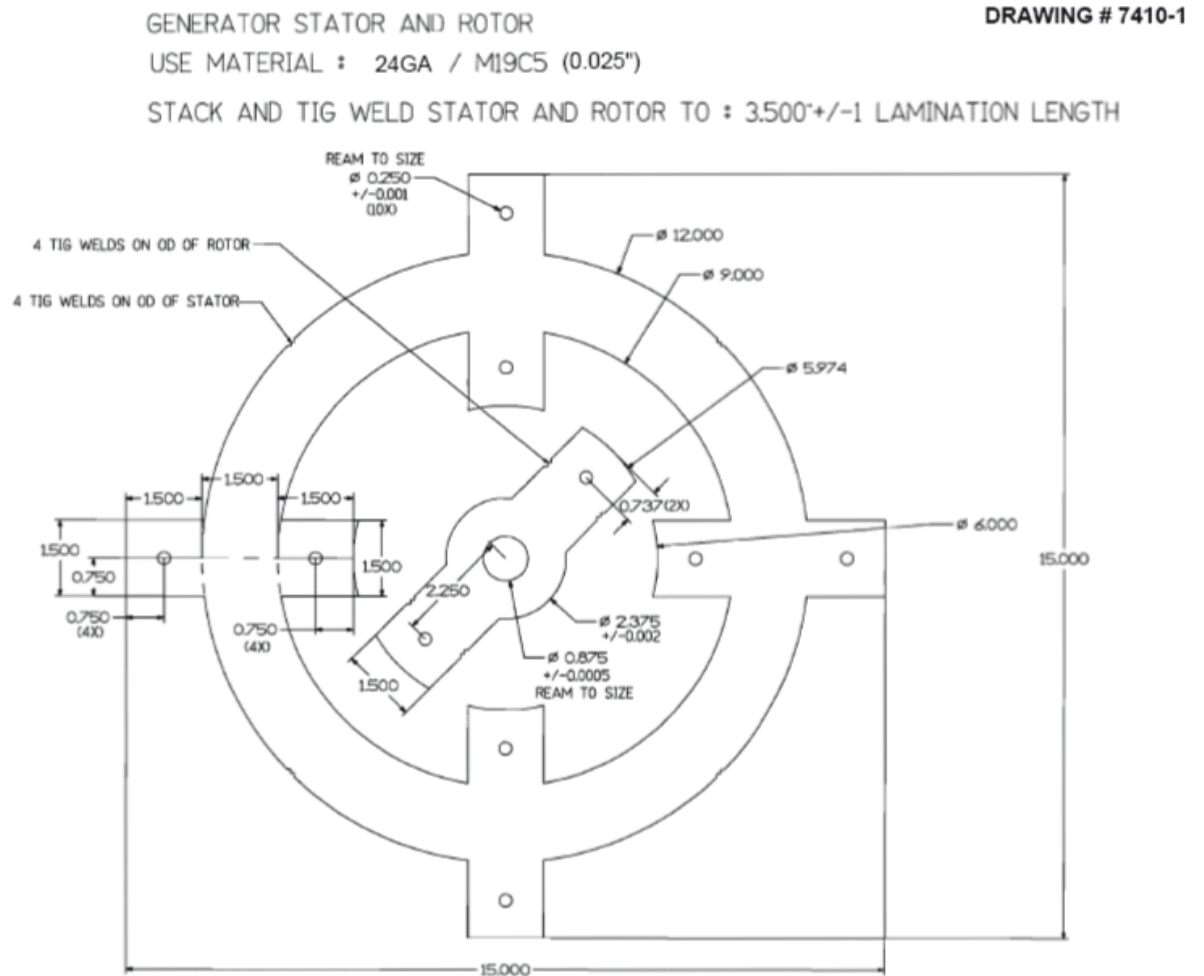 GENERATOR STATOR AND ROTOR
DRAWING # 7410-1
USE MATERIAL : 24GA / M19C5 (0.025")
STACK AND TIG WELD STATOR AND ROTOR TO : 3.500"+/-1 LAMINATION LENGTH
REAM TO SIZE
ø 0.250
+/-0.001
(10X)
4 TIG WELDS ON OD OF ROTOR
4 TIG WELDS ON OD OF STATOR
ø 12.000
ø 9.000
ø 5.974
1.500
1.500
1.500
0.737(2X)
ø 6.000
1.500
0.750
1.500
15.000
0.750
(4X)
0.750
(4X)
2.250
ø 2.375
+/-0.002
1.500
ø 0.875
+/-0.0005
REAM TO SIZE
15.000